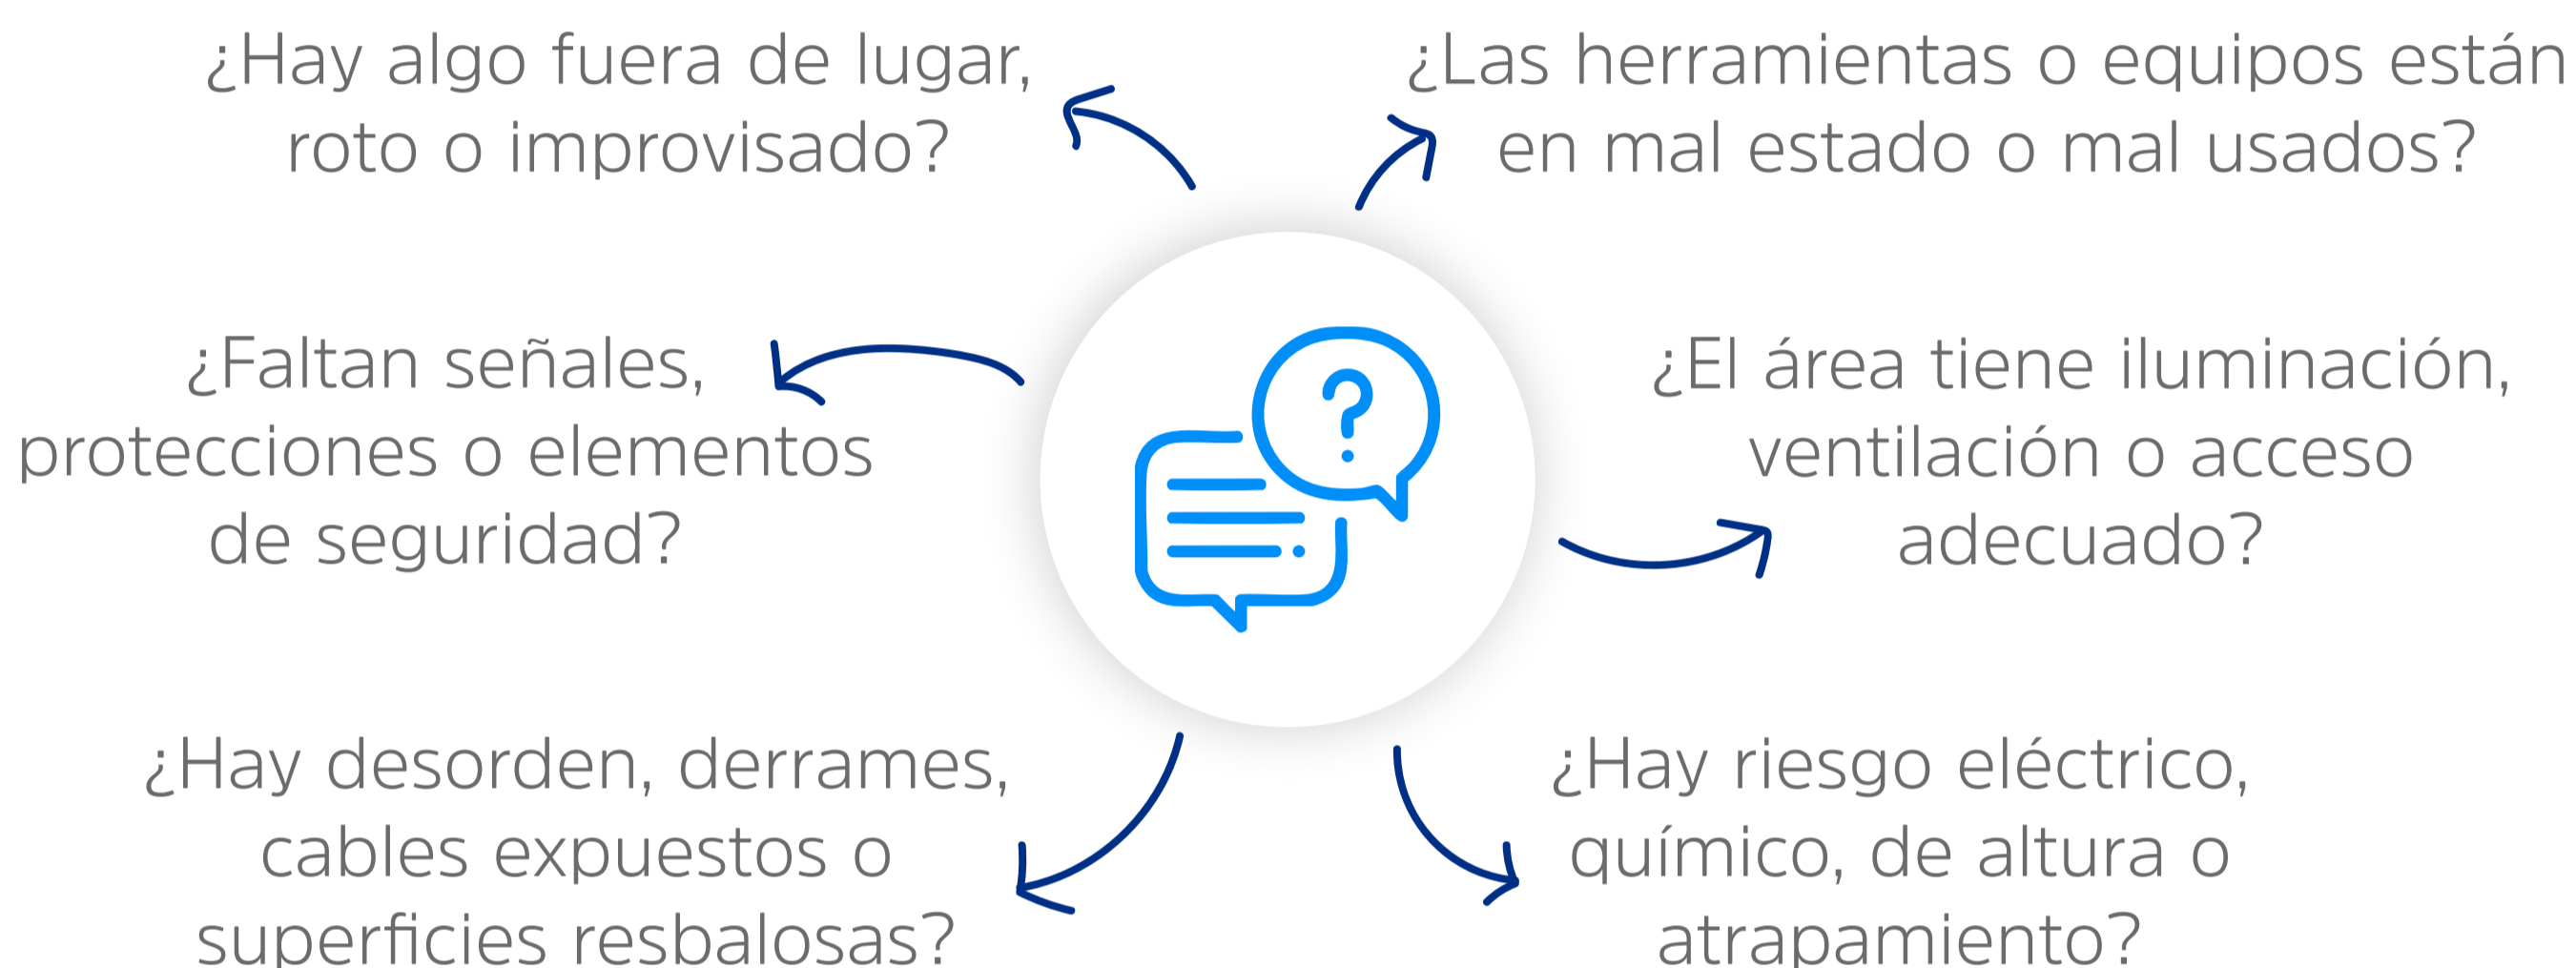 ¿Hay algo fuera de lugar,
roto o improvisado?
¿Las herramientas o equipos están
en mal estado o mal usados?
¿Faltan señales,
protecciones o elementos
de seguridad?
¿El área tiene iluminación,
ventilación o acceso
adecuado?
¿Hay desorden, derrames,
cables expuestos o
superficies resbalosas?
¿Hay riesgo eléctrico,
químico, de altura o
atrapamiento?